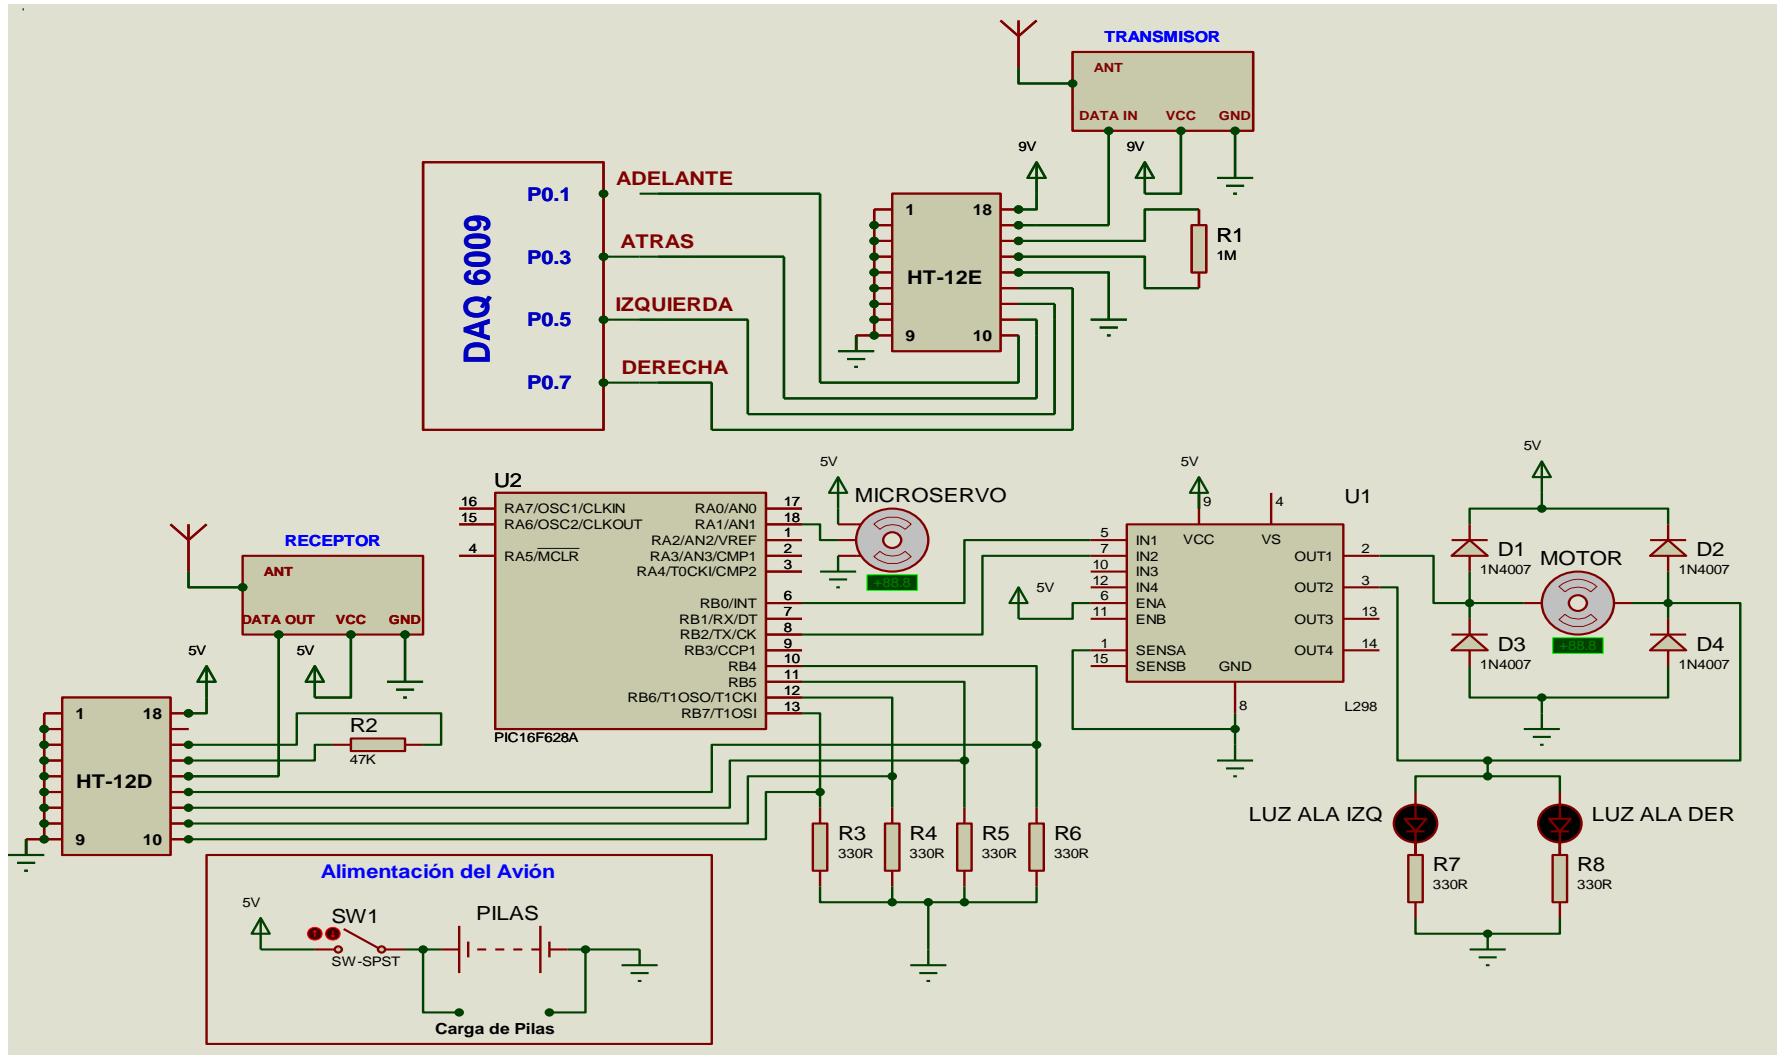 TRANSMISOR
ANT
DATA IN VCC GND
9V 9V
DAQ 6009
P0.1 ADELANTE
P0.3 ATRAS
P0.5 IZQUIERDA
P0.7 DERECHA
1 18
HT-12E
9 10
R1
1M
RECEPTOR
ANT
DATA OUT VCC GND
5V 5V
1 18
HT-12D
9 10
R2
47K
U2
16 RA7/OSC1/CLKIN
15 RA6/OSC2/CLKOUT
4 RA5/MCLR
RA0/AN0 17
RA1/AN1 18
RA2/AN2/VREF 1
RA3/AN3/CMP1 2
RA4/T0CKI/CMP2 3
RB0/INT 6
RB1/RX/DT 7
RB2/TX/CK 8
RB3/CCP1 9
RB4 10
RB5 11
RB6/T1OSO/T1CKI 12
RB7/T1OSI 13
PIC16F628A
5V
MICROSERVO
+88.8
R3
330R
R4
330R
R5
330R
R6
330R
5V
U1
9 4
VCC VS
5 IN1
7 IN2
10 IN3
12 IN4
6 ENA
11 ENB
1 SENSA
15 SENSB
5V
OUT1 2
OUT2 3
OUT3 13
OUT4 14
GND
8
L298
5V
D1
1N4007
D2
1N4007
MOTOR
+88.8
D3
1N4007
D4
1N4007
LUZ ALA IZQ
LUZ ALA DER
R7
330R
R8
330R
Alimentación del Avión
5V
SW1
SW-SPST
PILAS
Carga de Pilas